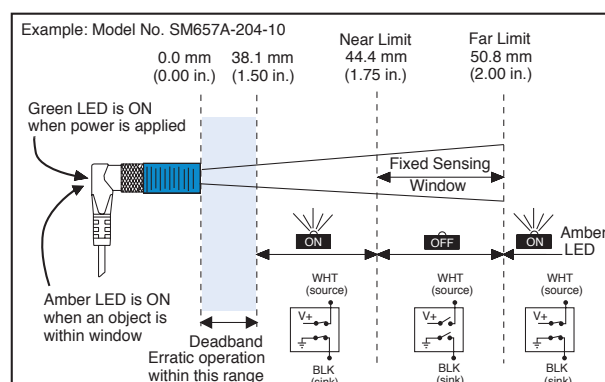 Example: Model No. SM657A-204-10
0.0 mm
(0.00 in.)
38.1 mm
(1.50 in.)
Near Limit
44.4 mm
(1.75 in.)
Far Limit
50.8 mm
(2.00 in.)
Green LED is ON
when power is applied
Fixed Sensing
Window
ON
OFF
ON
Amber
LED
Amber LED is ON
when an object is
within window
Deadband
Erratic operation
within this range
WHT
(source)
V+
BLK
(sink)
WHT
(source)
V+
BLK
(sink)
WHT
(source)
V+
BLK
(sink)